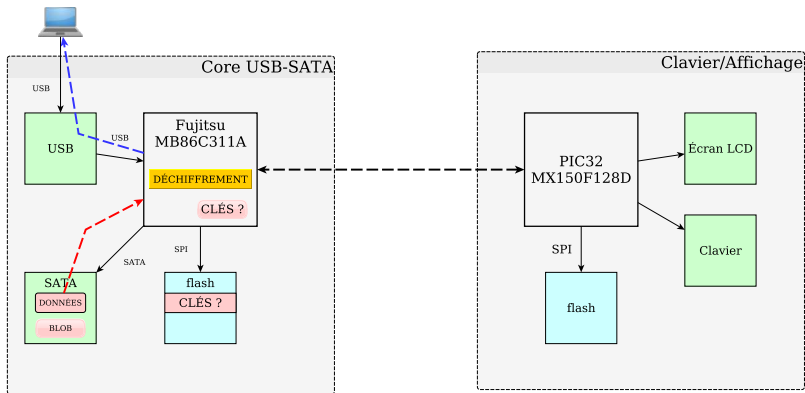 Core USB-SATA
Clavier/Affichage
USB
USB
USB
Fujitsu
MB86C311A
DÉCHIFFREMENT
CLÉS ?
PIC32
MX150F128D
Écran LCD
Clavier
SATA
SPI
SPI
SATA
DONNÉES
BLOB
flash
CLÉS ?
flash